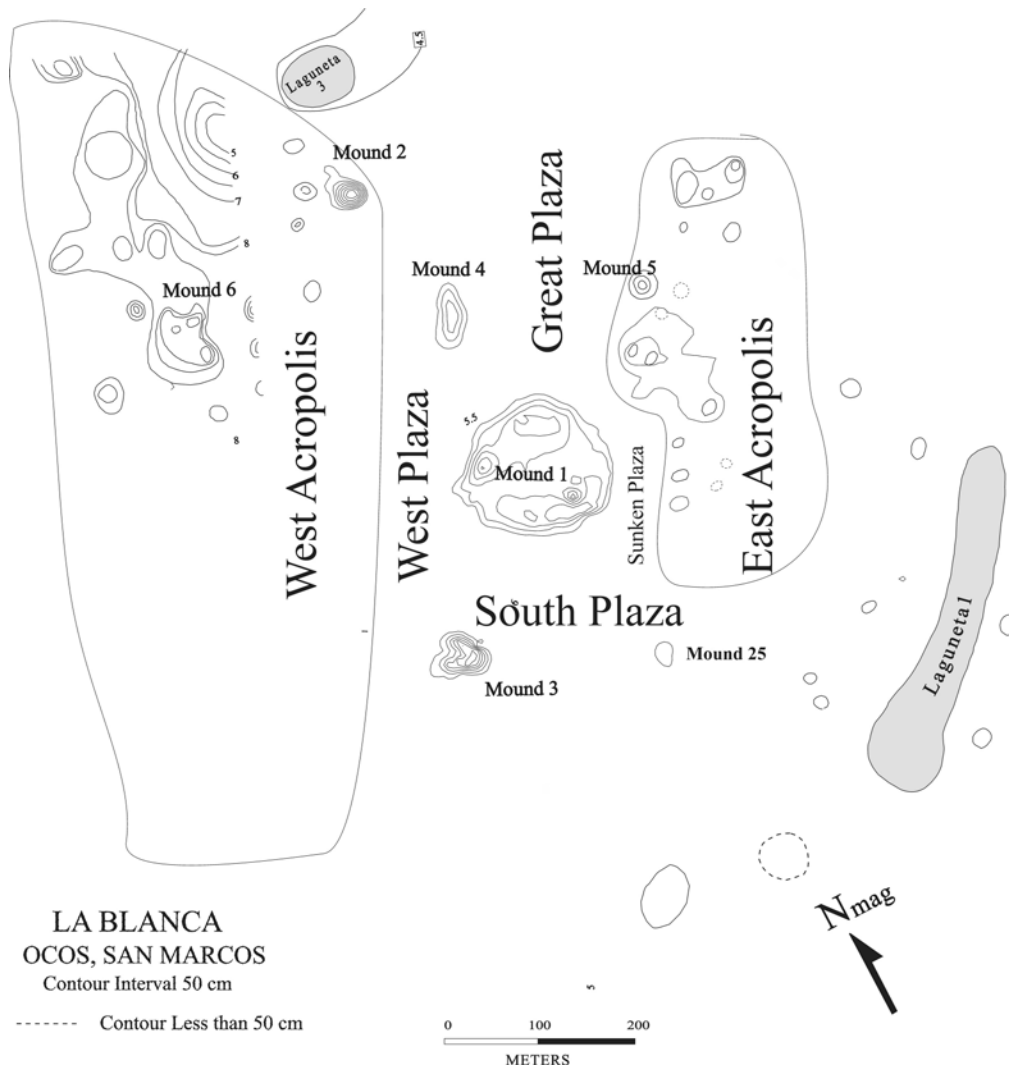 4.5
Laguneta
3
Mound 2
5
6
7
8
Great Plaza
Mound 4
Mound 5
Mound 6
West Acropolis
West Plaza
5.5
Mound 1
Sunken Plaza
East Acropolis
8
South Plaza
6
Mound 3
Mound 25
Laguneta 1
Nmag
LA BLANCA
OCOS, SAN MARCOS
Contour Interval 50 cm
Contour Less than 50 cm
5
0 100 200
METERS